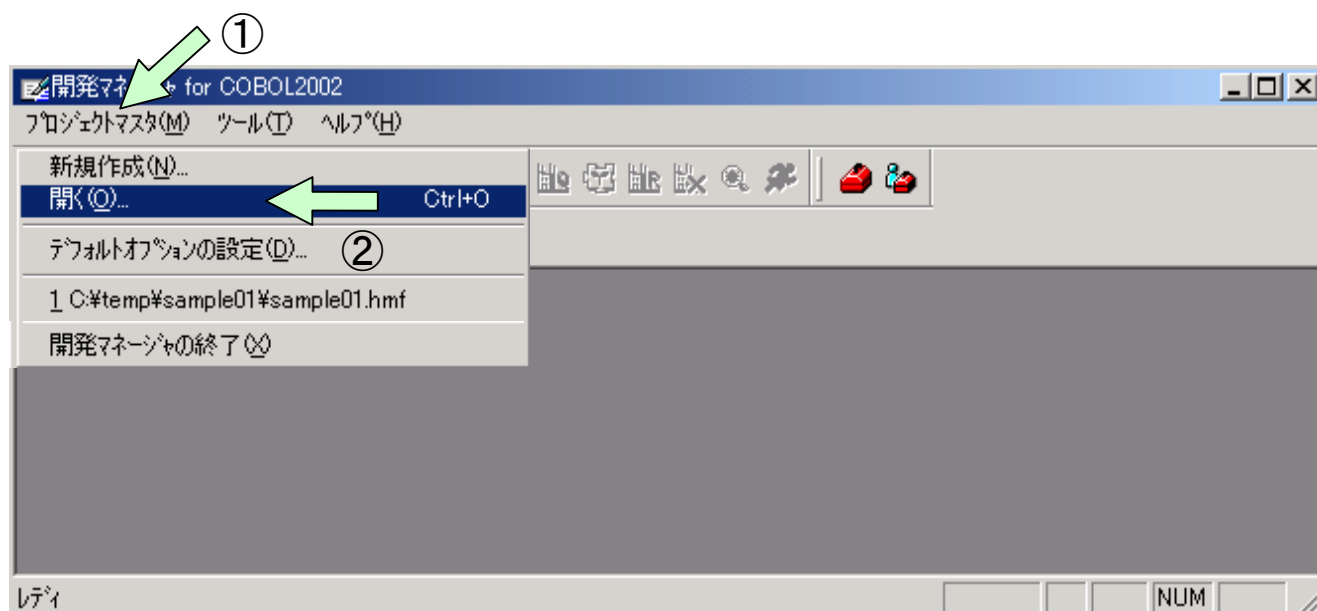 ①
開発マネージャ for COBOL2002
プロジェクトマスタ(M) ツール(T) ヘルプ(H)
新規作成(N)...
開く(O)... Ctrl+O
デフォルトオプションの設定(D)... ②
1 C:¥temp¥sample01¥sample01.hmf
開発マネージャの終了(X)
レディ NUM